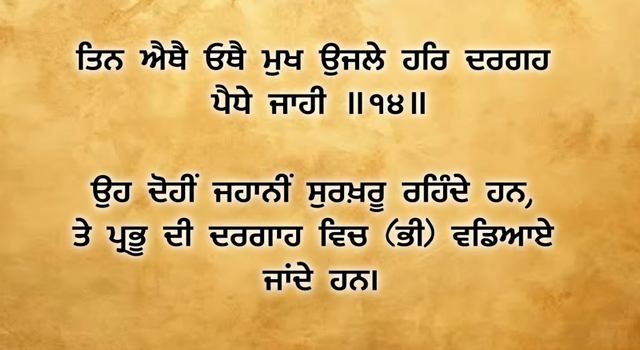 ਤਿਨ ਐਥੈ ਓਥੈ ਮੁਖ ਉਜਲੇ ਹਰਿ ਦਰਗਹ
ਪੈਧੇ ਜਾਹੀ ॥੧੪॥
ਉਹ ਦੋਹੀਂ ਜਹਾਨੀਂ ਸੁਰਖ਼ਰੂ ਰਹਿੰਦੇ ਹਨ,
ਤੇ ਪ੍ਰਭੂ ਦੀ ਦਰਗਾਹ ਵਿਚ (ਭੀ) ਵਡਿਆਏ
ਜਾਂਦੇ ਹਨ।